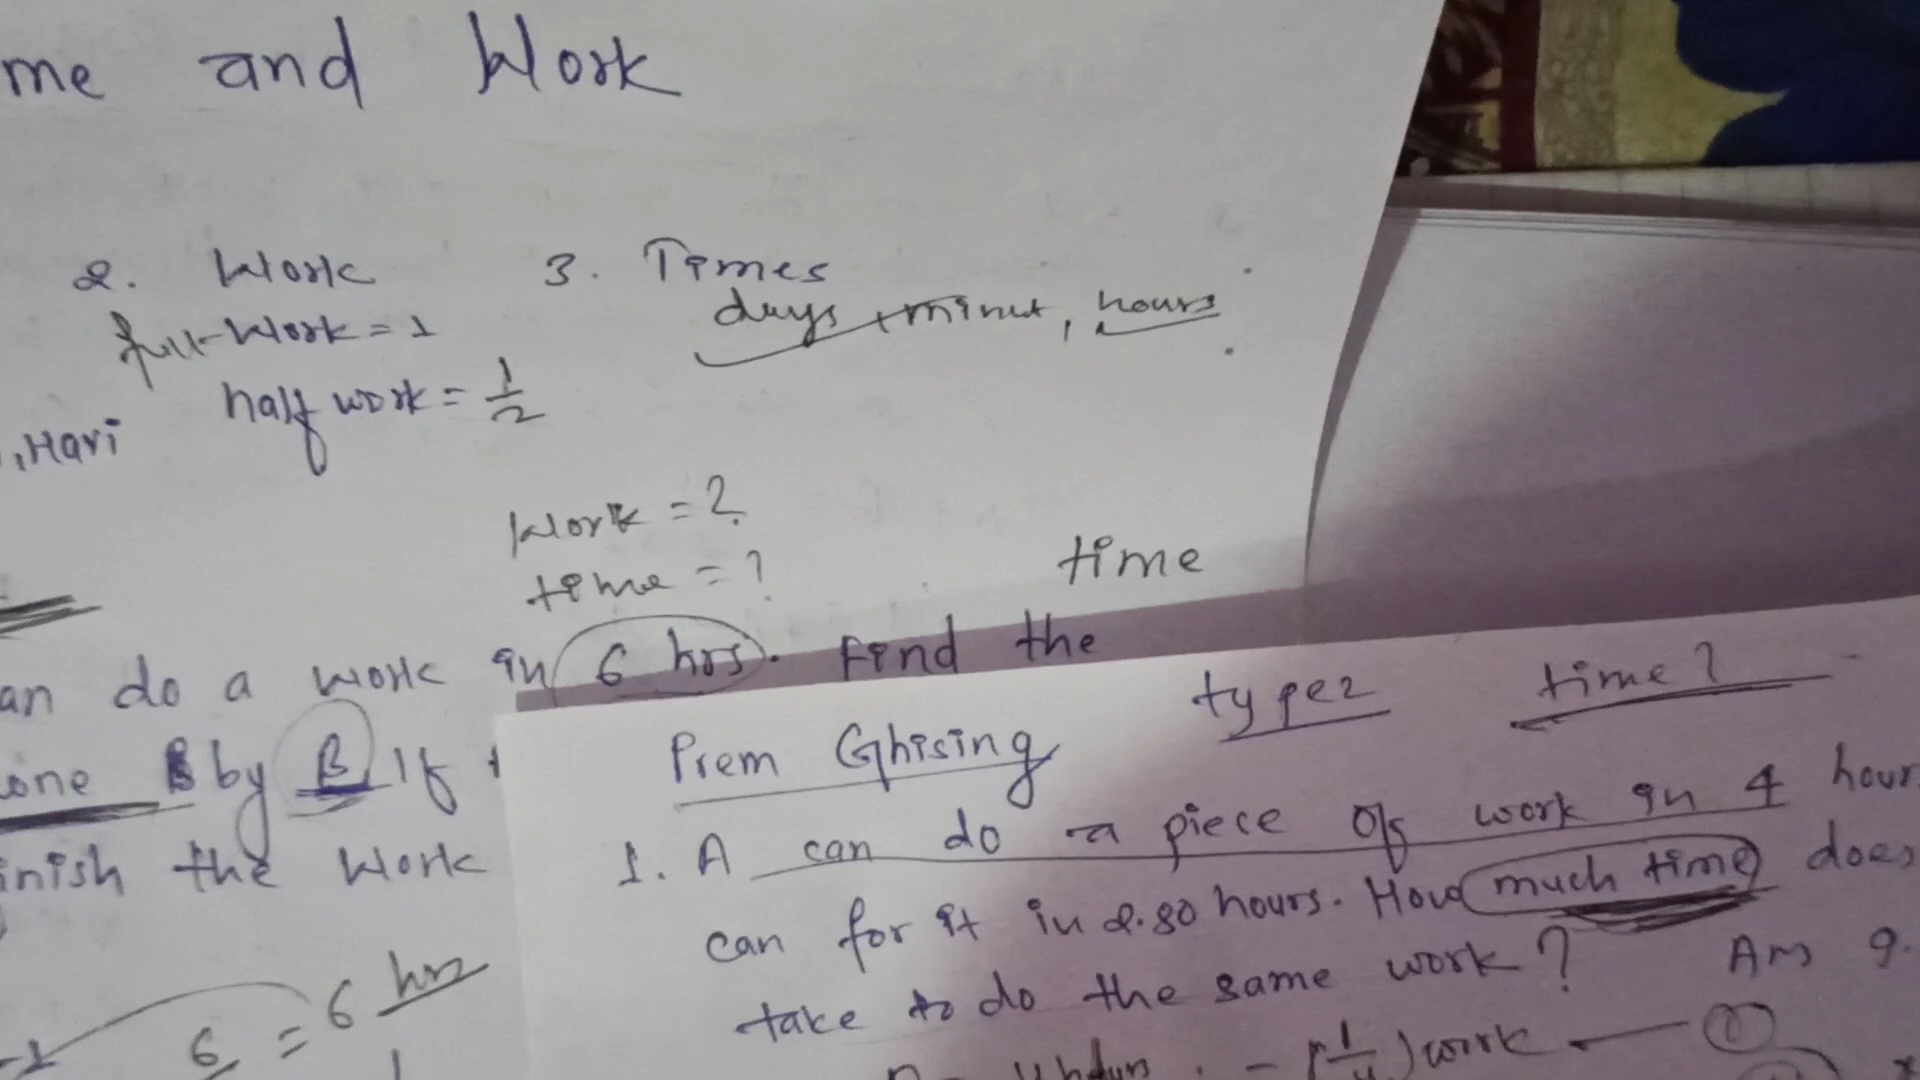 me and Work
2. Work
3. Times
full-Work = 1
days, minut, hours
half work = 1/2
, Hari
Work = ?
time = ?
time
an do a work in 6 hrs. Find the
one by B If
inish the Work
6 = 6 hrs
type2 time?
Prem Ghising
1. A can do a piece of work in 4 hour
can for it in 2.80 hours. How much time does
take to do the same work? Ans 9.
(1/4) work — 1